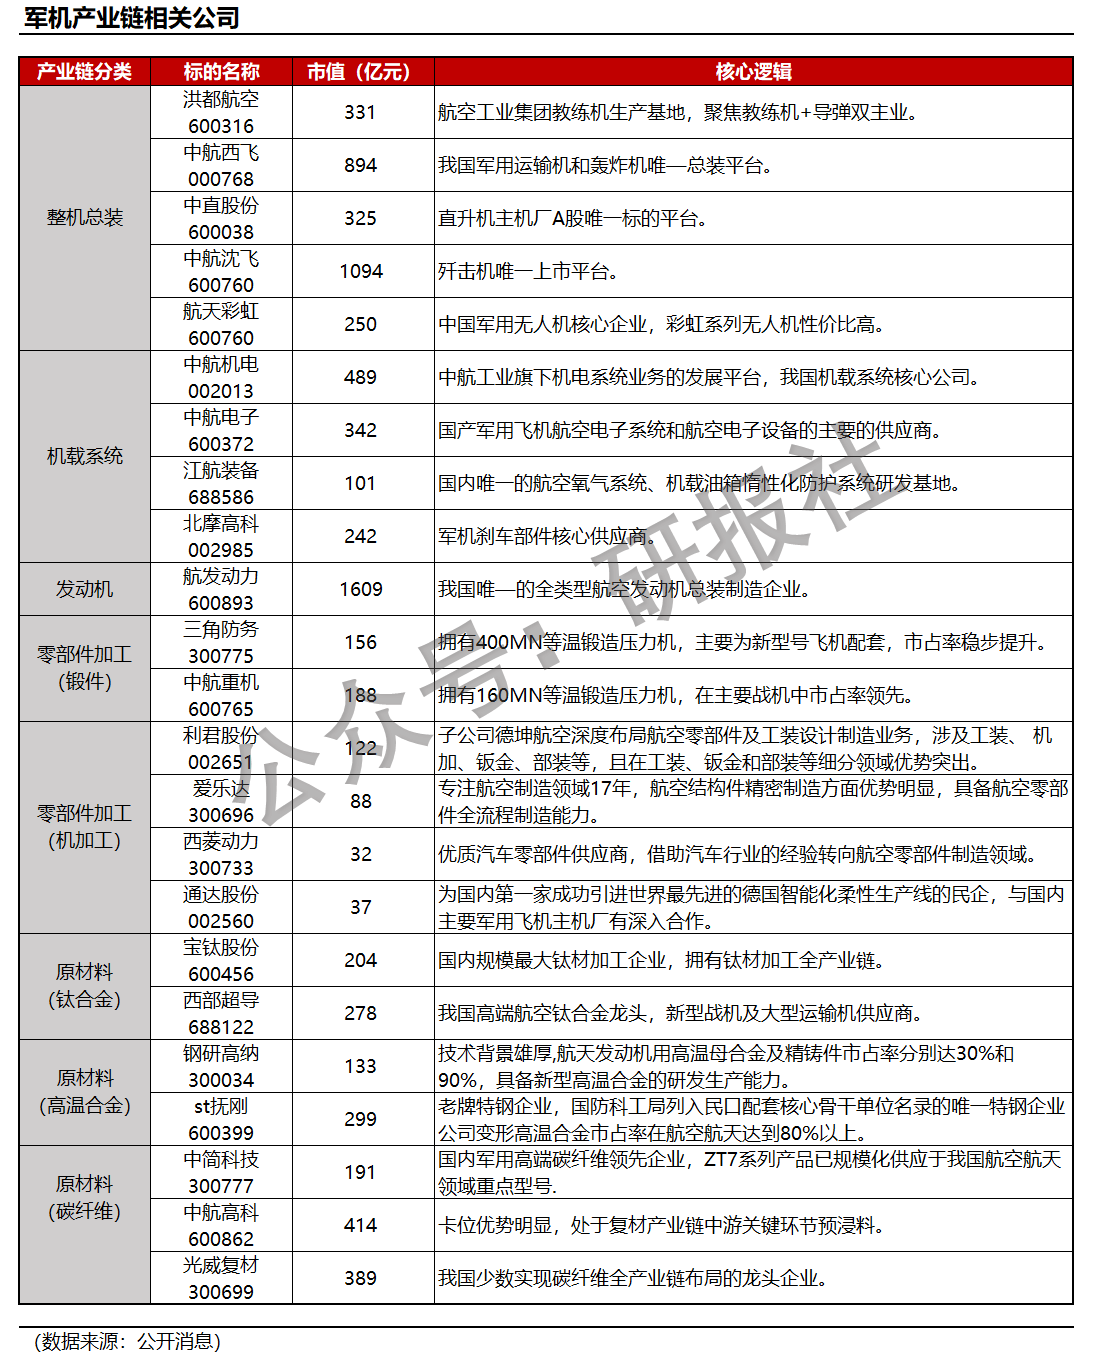 军机产业链相关公司
产业链分类 标的名称 市值（亿元） 核心逻辑
整机总装
洪都航空
600316
331
航空工业集团教练机生产基地，聚焦教练机+导弹双主业。
中航西飞
000768
894
我国军用运输机和轰炸机唯—总装平台。
中直股份
600038
325
直升机主机厂A股唯一标的平台。
中航沈飞
600760
1094
歼击机唯一上市平台。
航天彩虹
600760
250
中国军用无人机核心企业，彩虹系列无人机性价比高。
机载系统
中航机电
002013
489
中航工业旗下机电系统业务的发展平台，我国机载系统核心公司。
中航电子
600372
342
国产军用飞机航空电子系统和航空电子设备的主要的供应商。
江航装备
688586
101
国内唯一的航空氧气系统、机载油箱惰性化防护系统研发基地。
北摩高科
002985
242
军机刹车部件核心供应商。
发动机
航发动力
600893
1609
我国唯—的全类型航空发动机总装制造企业。
零部件加工
(锻件)
三角防务
300775
156
拥有400MN等温锻造压力机，主要为新型号飞机配套，市占率稳步提升。
中航重机
600765
188
拥有160MN等温锻造压力机，在主要战机中市占率领先。
零部件加工
(机加工)
利君股份
002651
122
子公司德坤航空深度布局航空零部件及工装设计制造业务，涉及工装、 机
加、钣金、部装等，且在工装、钣金和部装等细分领域优势突出。
爱乐达
300696
88
专注航空制造领域17年，航空结构件精密制造方面优势明显，具备航空零部
件全流程制造能力。
西菱动力
300733
32
优质汽车零部件供应商，借助汽车行业的经验转向航空零部件制造领域。
通达股份
002560
37
为国内第一家成功引进世界最先进的德国智能化柔性生产线的民企，与国内
主要军用飞机主机厂有深入合作。
原材料
(钛合金)
宝钛股份
600456
204
国内规模最大钛材加工企业，拥有钛材加工全产业链。
西部超导
688122
278
我国高端航空钛合金龙头，新型战机及大型运输机供应商。
原材料
(高温合金)
钢研高纳
300034
133
技术背景雄厚,航天发动机用高温母合金及精铸件市占率分别达30%和
90%，具备新型高温合金的研发生产能力。
st抚刚
600399
299
老牌特钢企业，国防科工局列入民口配套核心骨干单位名录的唯一特钢企业
公司变形高温合金市占率在航空航天达到80%以上。
原材料
(碳纤维)
中简科技
300777
191
国内军用高端碳纤维领先企业，ZT7系列产品已规模化供应于我国航空航天
领域重点型号.
中航高科
600862
414
卡位优势明显，处于复材产业链中游关键环节预浸料。
光威复材
300699
389
我国少数实现碳纤维全产业链布局的龙头企业。
公众号：研报社
（数据来源：公开消息）